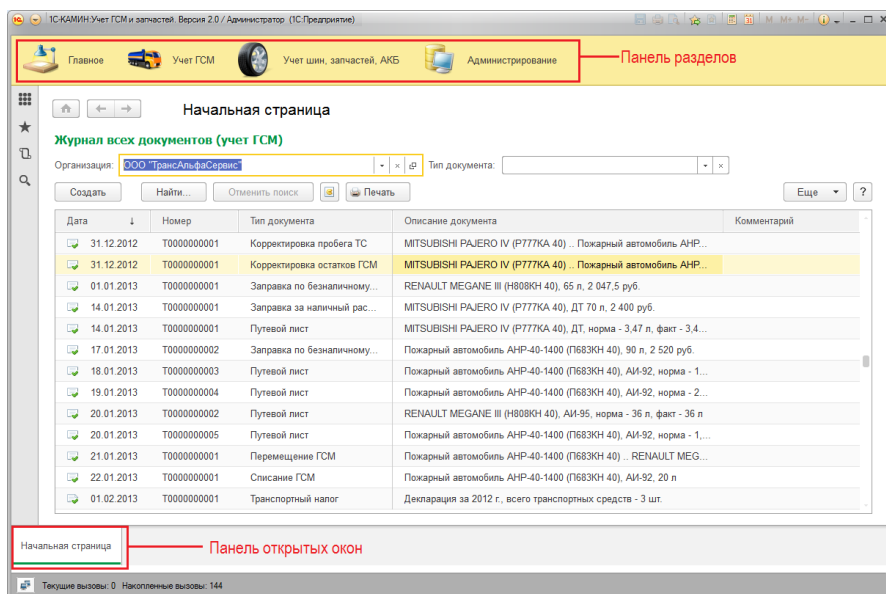 1С-КАМИН:Учет ГСМ и запчастей. Версия 2.0 / Администратор (1С:Предприятие)
M M+ M-
Главное Учет ГСМ Учет шин, запчастей, АКБ Администрирование
Панель разделов
Начальная страница
Журнал всех документов (учет ГСМ)
Организация: ООО "ТрансАльфаСервис" Тип документа:
Создать Найти... Отменить поиск Печать Еще ?
Дата ↓ Номер Тип документа Описание документа Комментарий
31.12.2012 Т0000000001 Корректировка пробега ТС MITSUBISHI PAJERO IV (Р777КА 40) .. Пожарный автомобиль АНР...
31.12.2012 Т0000000001 Корректировка остатков ГСМ MITSUBISHI PAJERO IV (Р777КА 40) .. Пожарный автомобиль АНР...
01.01.2013 Т0000000001 Заправка по безналичному... RENAULT MEGANE III (Н808КН 40), 65 л, 2 047,5 руб.
14.01.2013 Т0000000001 Заправка за наличный рас... MITSUBISHI PAJERO IV (Р777КА 40), ДТ 70 л, 2 400 руб.
14.01.2013 Т0000000001 Путевой лист MITSUBISHI PAJERO IV (Р777КА 40), ДТ, норма - 3,47 л, факт - 3,4...
17.01.2013 Т0000000002 Заправка по безналичному... Пожарный автомобиль АНР-40-1400 (П683КН 40), 90 л, 2 520 руб.
18.01.2013 Т0000000003 Путевой лист Пожарный автомобиль АНР-40-1400 (П683КН 40), АИ-92, норма - 1...
19.01.2013 Т0000000004 Путевой лист Пожарный автомобиль АНР-40-1400 (П683КН 40), АИ-92, норма - 2...
20.01.2013 Т0000000002 Путевой лист RENAULT MEGANE III (Н808КН 40), АИ-95, норма - 36 л, факт - 36 л
20.01.2013 Т0000000005 Путевой лист Пожарный автомобиль АНР-40-1400 (П683КН 40), АИ-92, норма - 1,...
21.01.2013 Т0000000001 Перемещение ГСМ Пожарный автомобиль АНР-40-1400 (П683КН 40) .. RENAULT MEG...
22.01.2013 Т0000000001 Списание ГСМ Пожарный автомобиль АНР-40-1400 (П683КН 40), АИ-92, 20 л
01.02.2013 Т0000000001 Транспортный налог Декларация за 2012 г., всего транспортных средств - 3 шт.
Начальная страница
Панель открытых окон
Текущие вызовы: 0 Накопленные вызовы: 144